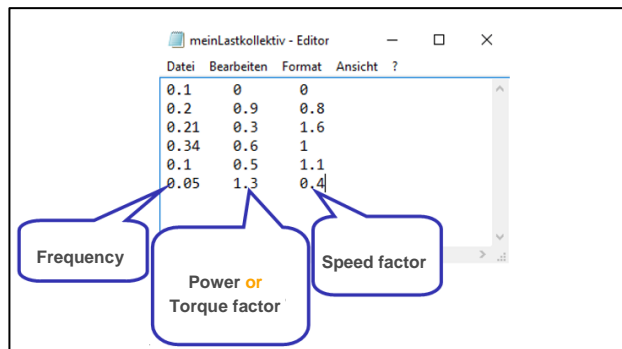 meinLastkollektiv - Editor
Datei Bearbeiten Format Ansicht ?
0.1 0 0
0.2 0.9 0.8
0.21 0.3 1.6
0.34 0.6 1
0.1 0.5 1.1
0.05 1.3 0.4
Frequency
Power or
Torque factor
Speed factor